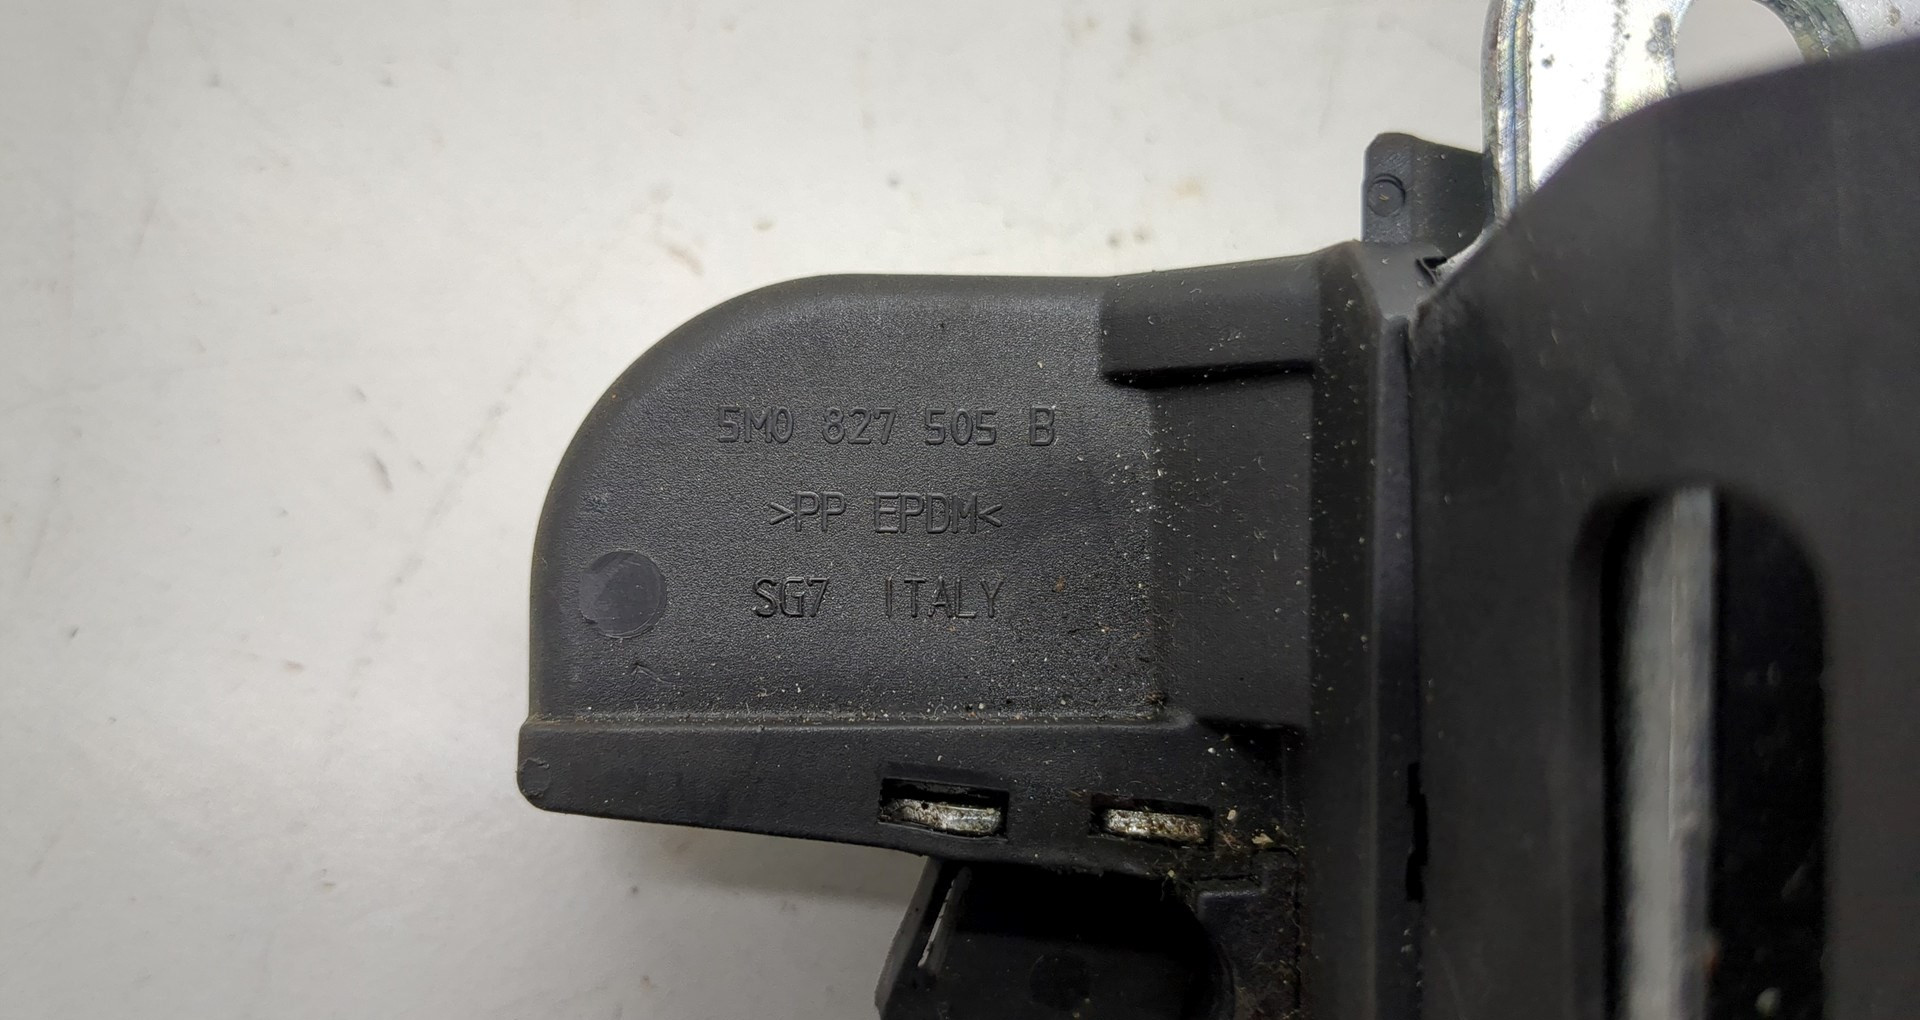 5M0 827 505 B
>PP EPDM<
SG7 ITALY